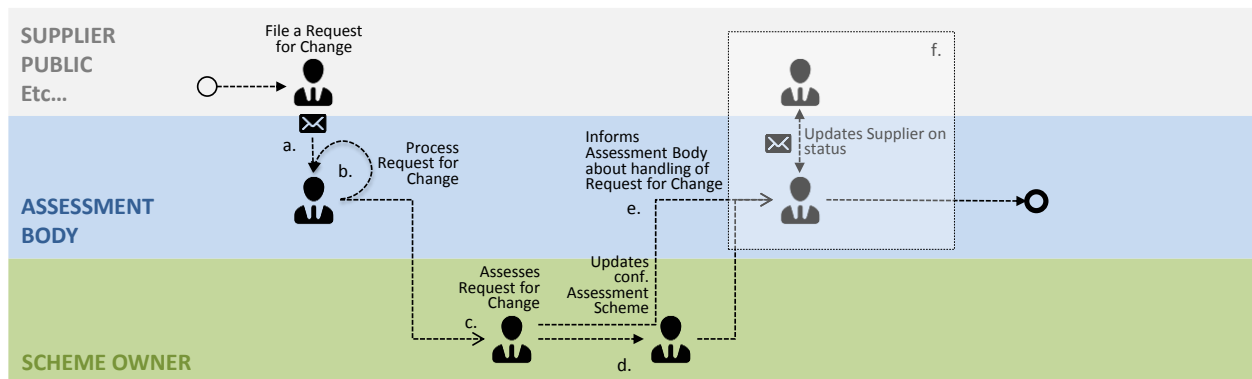 SUPPLIER
PUBLIC
Etc...
File a Request
for Change
f.
Updates Supplier on
status
a.
b.
Process
Request for
Change
Informs
Assessment Body
about handling of
Request for Change
e.
ASSESSMENT
BODY
Assesses
Request for
Change
c.
Updates
conf.
Assessment
Scheme
d.
SCHEME OWNER